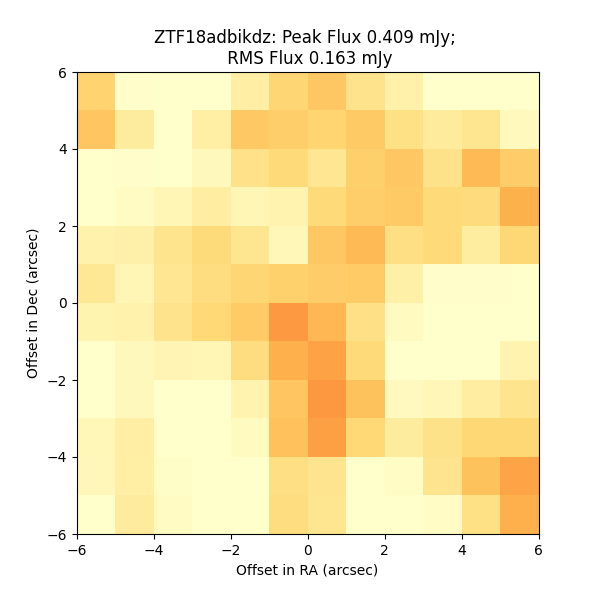 ZTF18adbikdz: Peak Flux 0.409 mJy;
RMS Flux 0.163 mJy
6
4
2
0
−2
−4
−6
Offset in Dec (arcsec)
−6 −4 −2 0 2 4 6
Offset in RA (arcsec)